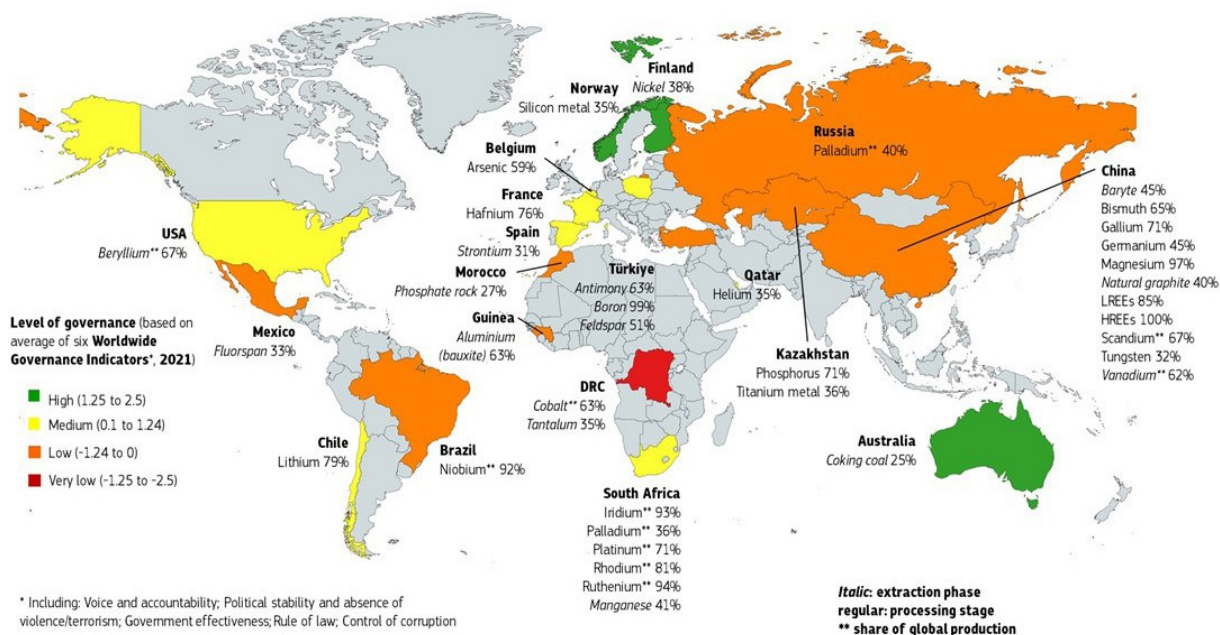 Finland
Nickel 38%
Norway
Silicon metal 35%
Belgium
Arsenic 59%
France
Hafnium 76%
Spain
Strontium 31%
Morocco
Phosphate rock 27%
Guinea
Aluminium
(bauxite) 63%
Türkiye
Antimony 63%
Boron 99%
Feldspar 51%
Qatar
Helium 35%
Russia
Palladium** 40%
China
Baryte 45%
Bismuth 65%
Gallium 71%
Germanium 45%
Magnesium 97%
Natural graphite 40%
LREEs 85%
HREEs 100%
Scandium** 67%
Tungsten 32%
Vanadium** 62%
Kazakhstan
Phosphorus 71%
Titanium metal 36%
USA
Beryllium** 67%
Mexico
Fluorspan 33%
DRC
Cobalt** 63%
Tantalum 35%
Chile
Lithium 79%
Brazil
Niobium** 92%
South Africa
Iridium** 93%
Palladium** 36%
Platinum** 71%
Rhodium** 81%
Ruthenium** 94%
Manganese 41%
Australia
Coking coal 25%
Level of governance (based on
average of six Worldwide
Governance Indicators*, 2021)
High (1.25 to 2.5)
Medium (0.1 to 1.24)
Low (-1.24 to 0)
Very low (-1.25 to -2.5)
* Including: Voice and accountability; Political stability and absence of
violence/terrorism; Government effectiveness; Rule of law; Control of corruption
Italic: extraction phase
regular: processing stage
** share of global production